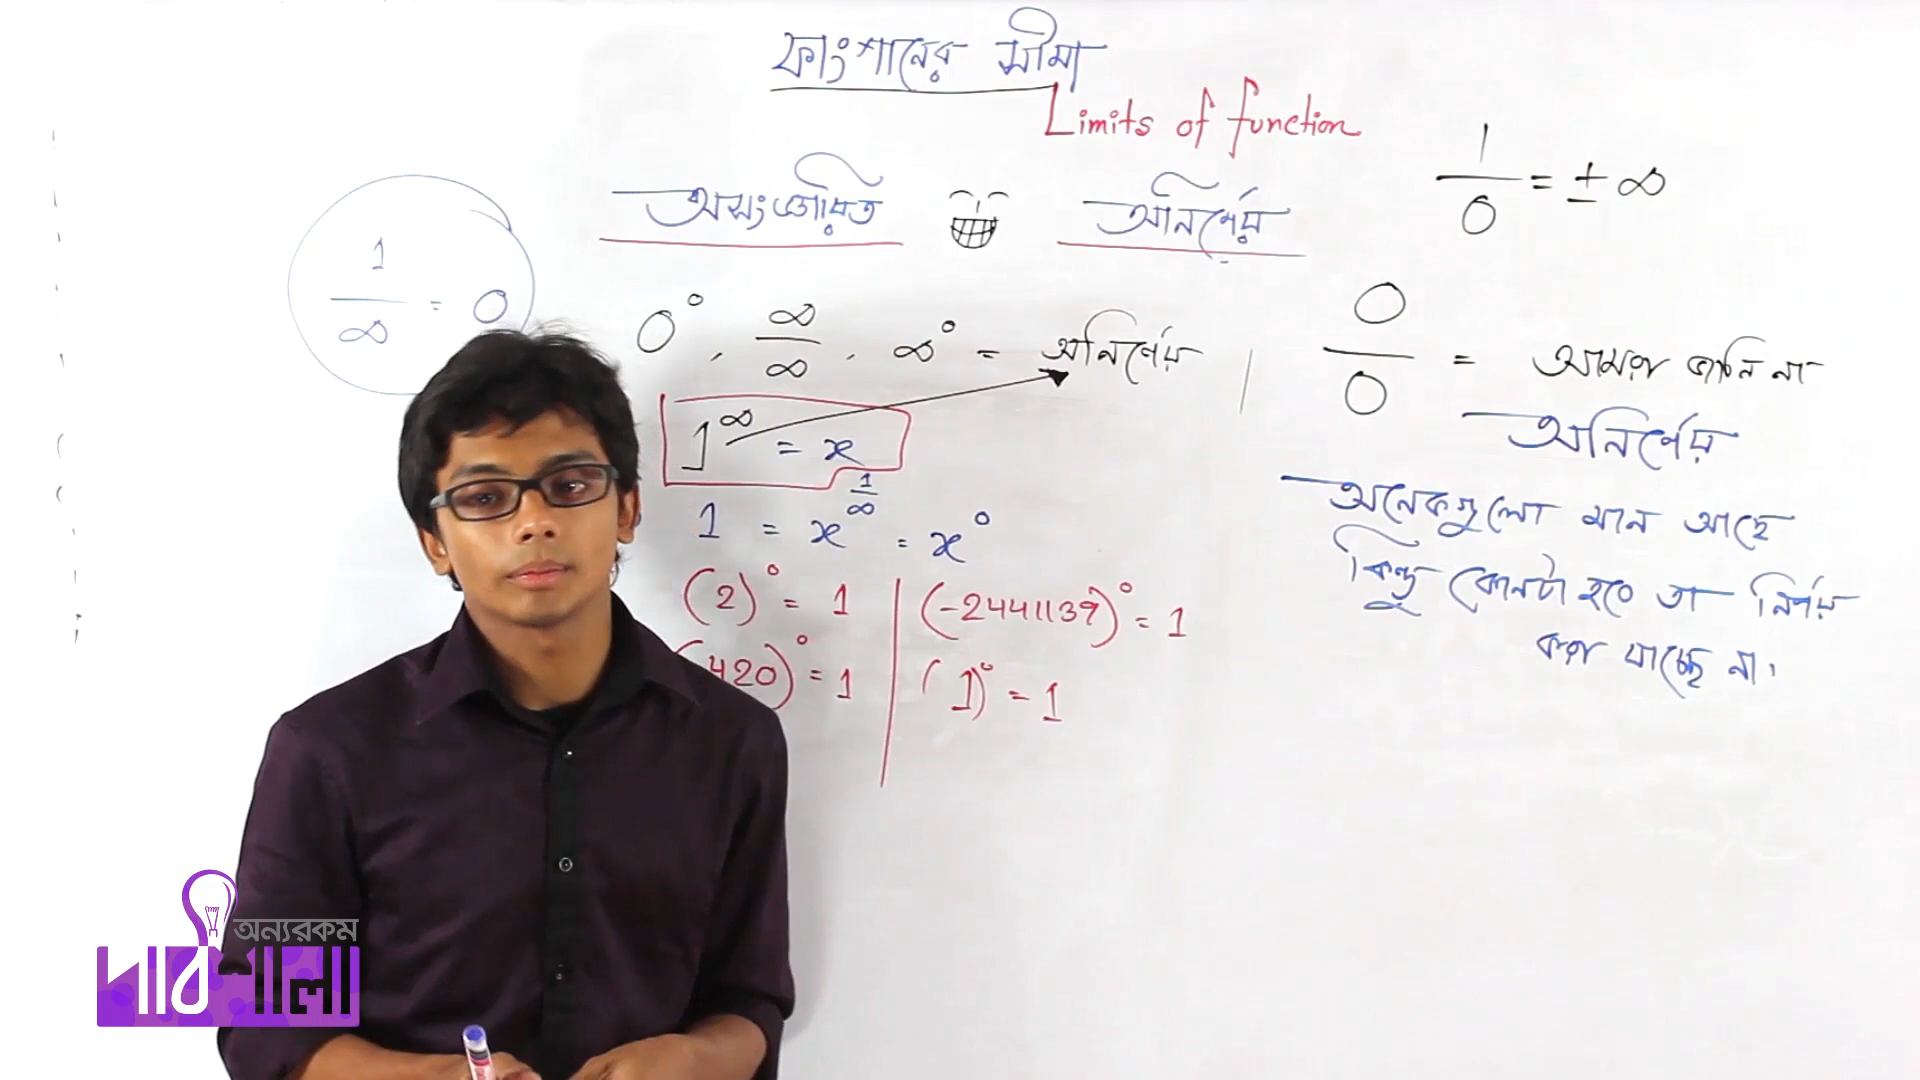 ফাংশানের সীমা
Limits of function
অসংজ্ঞায়িত
অনির্ণেয়
1/0 = ± ∞
1/∞ = 0
0⁰ , ∞/∞ , ∞⁰ = অনির্ণেয়
0/0 = আমরা জানি না
অনির্ণেয়
অনেকগুলো মান আছে
কিন্তু কোনটা হবে তা নির্ণয়
করা যাচ্ছে না।
1^∞ = x
1 = x^(1/∞) = x⁰
(2)⁰ = 1
(420)⁰ = 1
(-2441139)⁰ = 1
(1)⁰ = 1
অন্যরকম
পাঠশালা